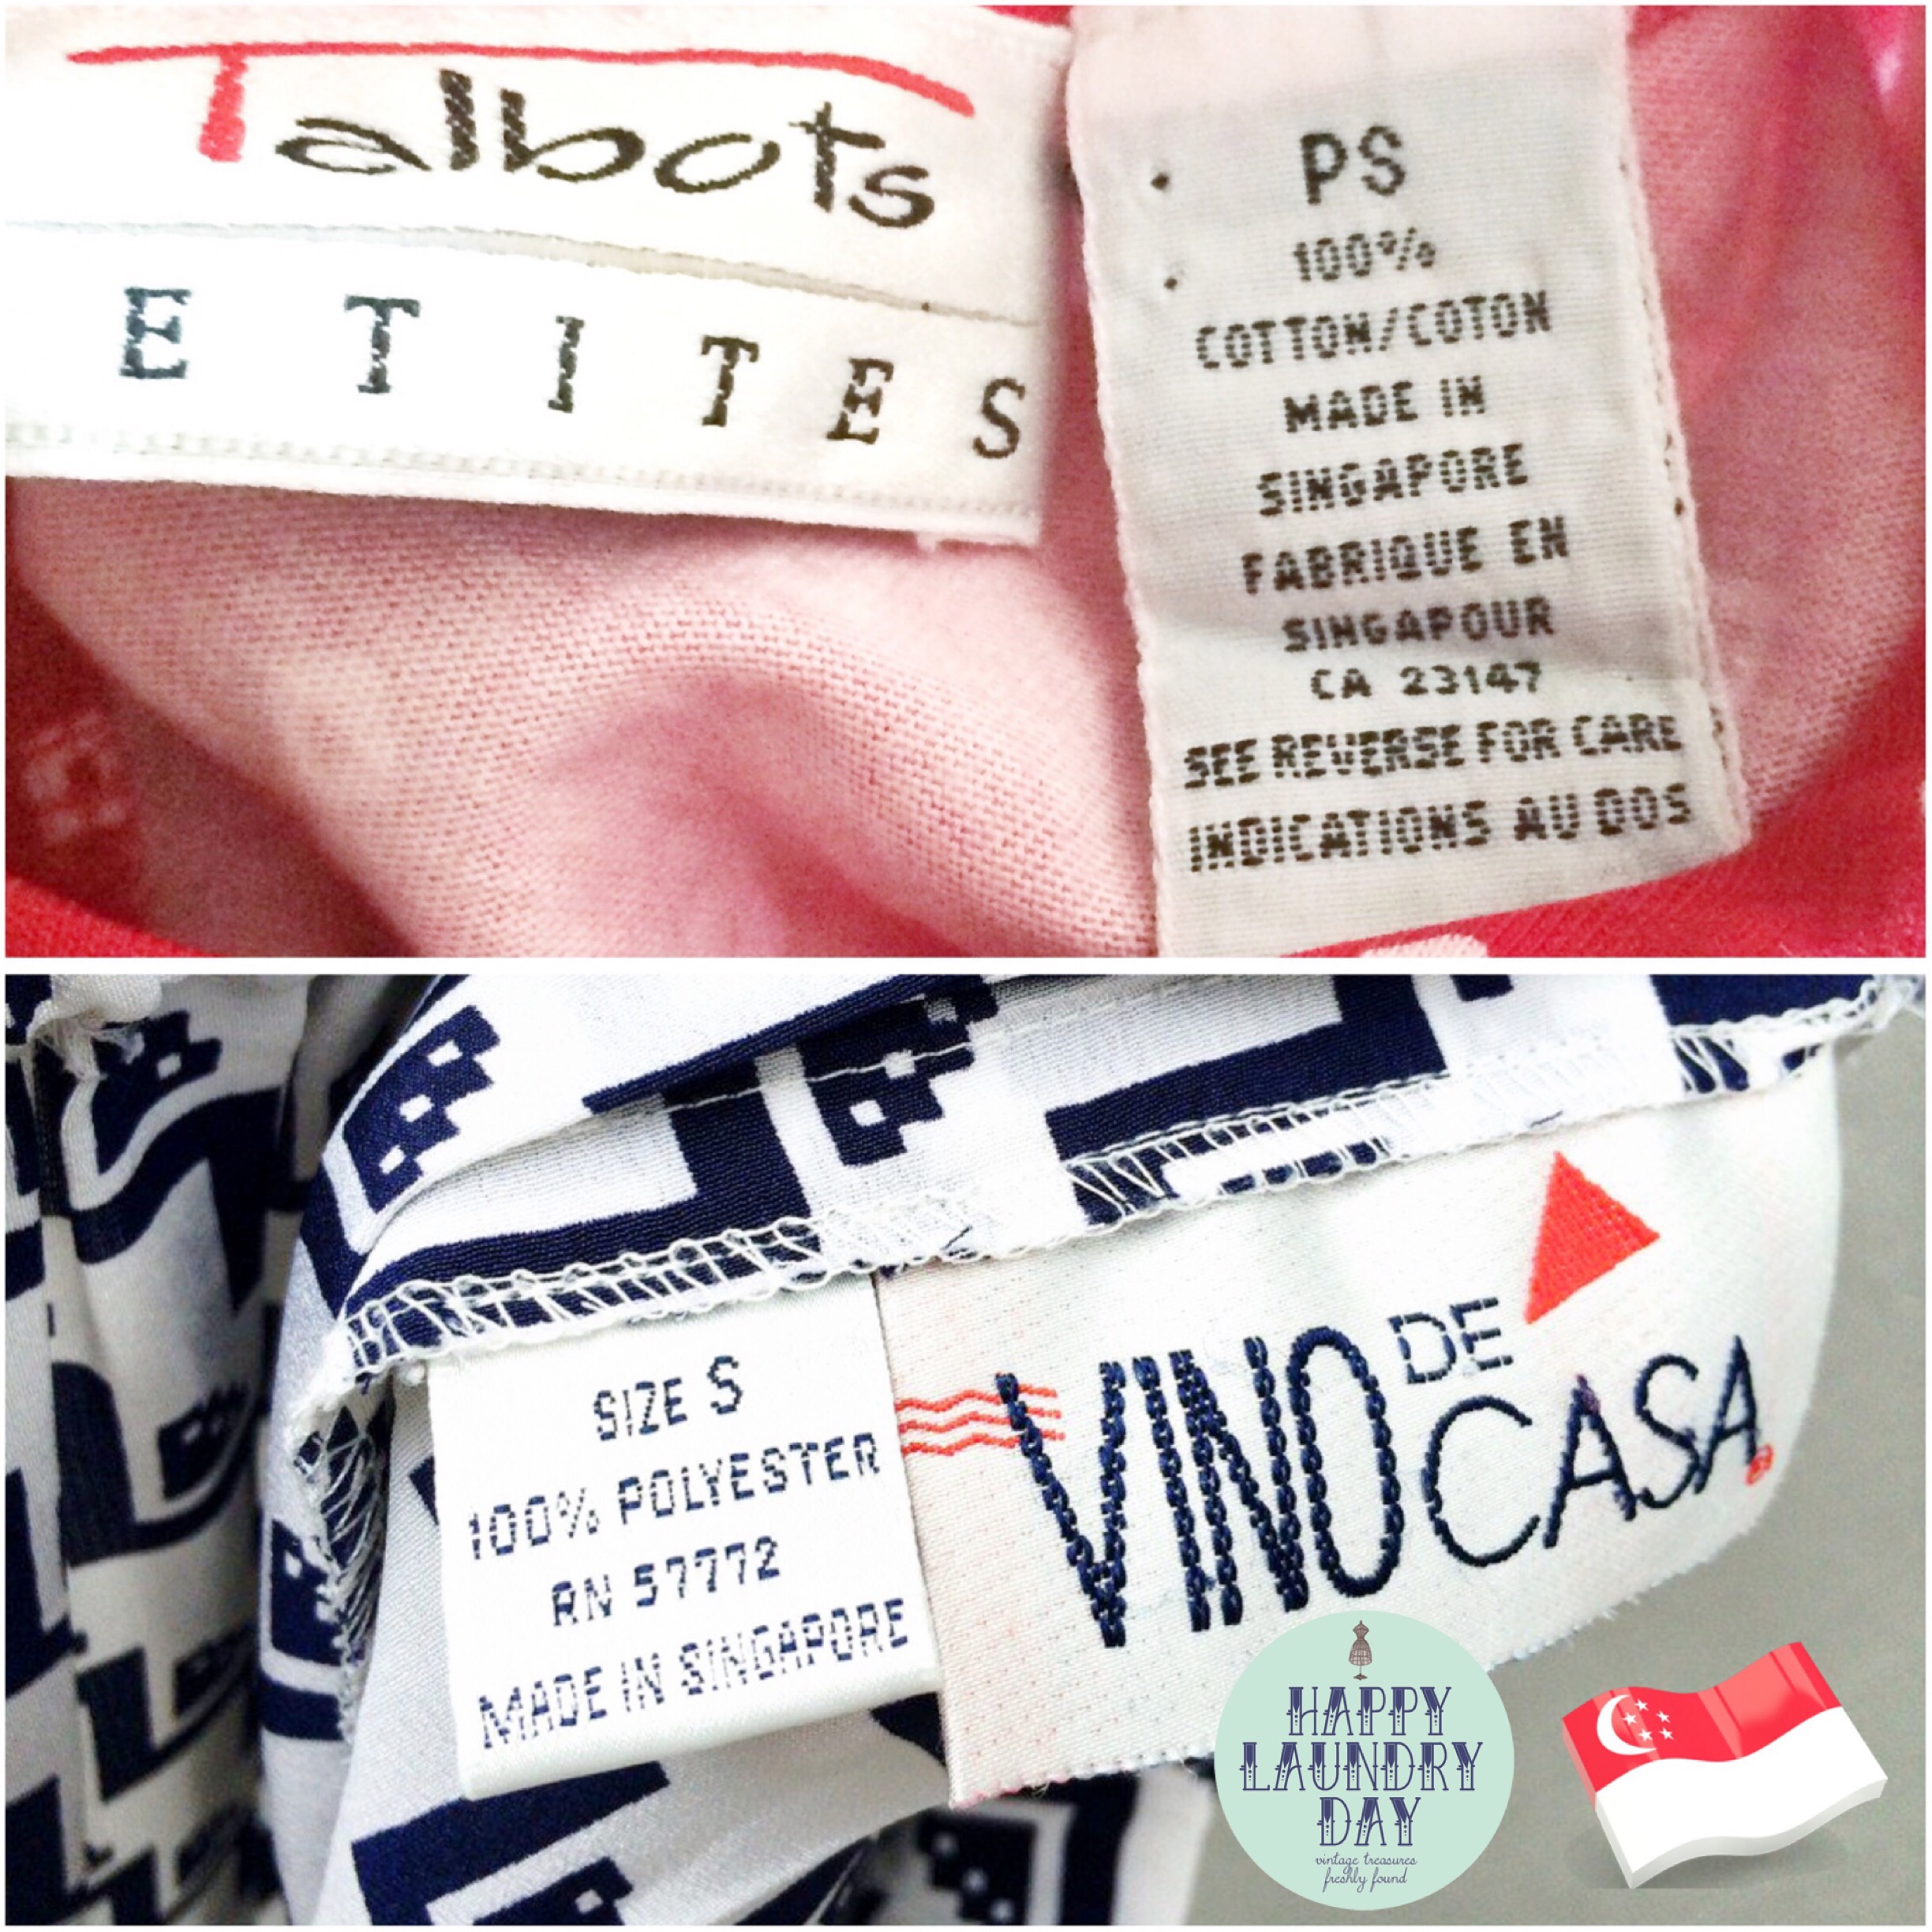 Talbots
ETITES
PS
100%
COTTON/COTON
MADE IN
SINGAPORE
FABRIQUE EN
SINGAPOUR
CA 23147
SEE REVERSE FOR CARE
INDICATIONS AU DOS
SIZE S
100% POLYESTER
RN 57772
MADE IN SINGAPORE
VINO DE CASA ®
HAPPY
LAUNDRY
DAY
vintage treasures
freshly found